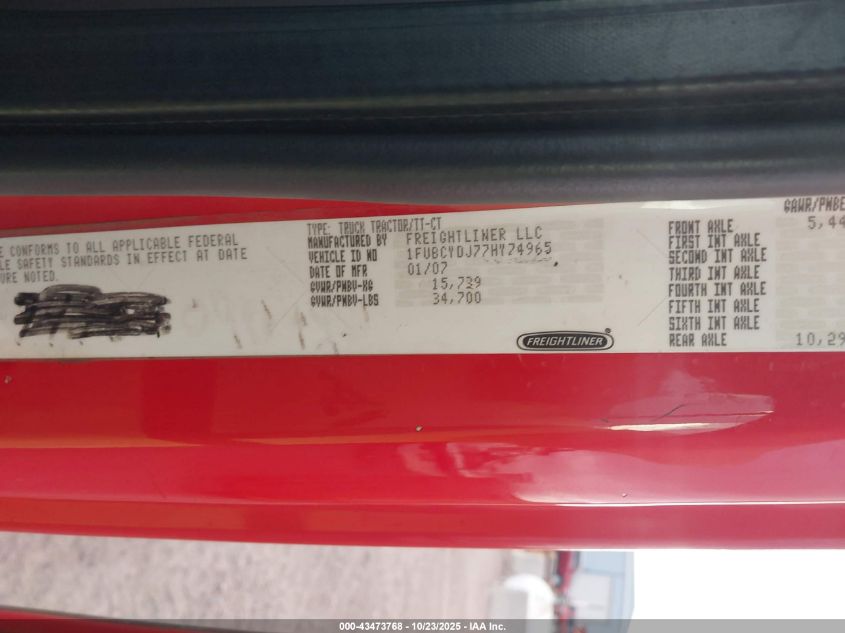 E CONFORMS TO ALL APPLICABLE FEDERAL
LE SAFETY STANDARDS IN EFFECT AT DATE
URE NOTED.
TYPE: TRUCK TRACTOR/TT-CT
MANUFACTURED BY FREIGHTLINER LLC
VEHICLE ID NO 1FUBCYDJ77HY24965
DATE OF MFR 01/07
GVWR/PNBV-KG 15,739
GVWR/PNBV-LBS 34,700
FREIGHTLINER
GAWR/PNBE
FRONT AXLE 5,44
FIRST INT AXLE
SECOND INT AXLE
THIRD INT AXLE
FOURTH INT AXLE
FIFTH INT AXLE
SIXTH INT AXLE
REAR AXLE 10,29
000-43473768 - 10/23/2025 - IAA Inc.